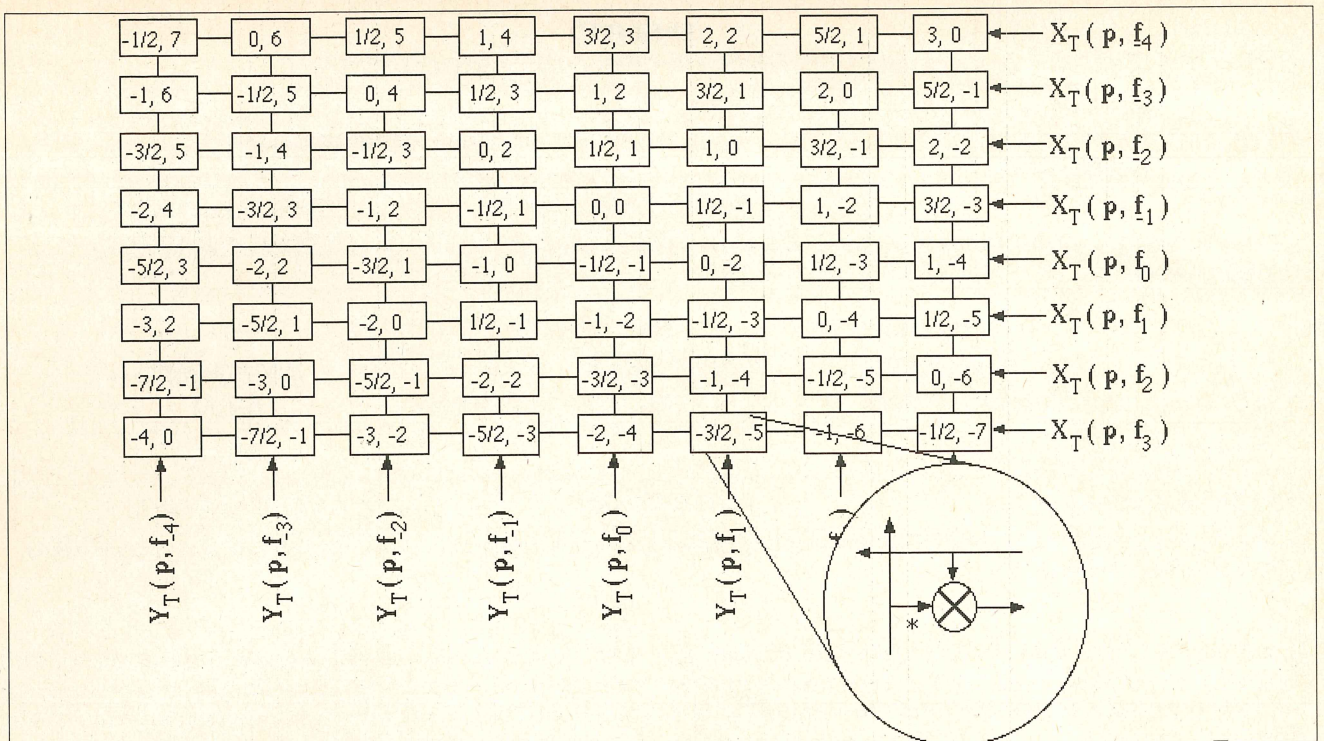 -1/2, 7 0, 6 1/2, 5 1, 4 3/2, 3 2, 2 5/2, 1 3, 0 X_T ( p, f_-4 )
-1, 6 -1/2, 5 0, 4 1/2, 3 1, 2 3/2, 1 2, 0 5/2, -1 X_T ( p, f_-3 )
-3/2, 5 -1, 4 -1/2, 3 0, 2 1/2, 1 1, 0 3/2, -1 2, -2 X_T ( p, f_-2 )
-2, 4 -3/2, 3 -1, 2 -1/2, 1 0, 0 1/2, -1 1, -2 3/2, -3 X_T ( p, f_-1 )
-5/2, 3 -2, 2 -3/2, 1 -1, 0 -1/2, -1 0, -2 1/2, -3 1, -4 X_T ( p, f_0 )
-3, 2 -5/2, 1 -2, 0 1/2, -1 -1, -2 -1/2, -3 0, -4 1/2, -5 X_T ( p, f_1 )
-7/2, -1 -3, 0 -5/2, -1 -2, -2 -3/2, -3 -1, -4 -1/2, -5 0, -6 X_T ( p, f_2 )
-4, 0 -7/2, -1 -3, -2 -5/2, -3 -2, -4 -3/2, -5 -1, -6 -1/2, -7 X_T ( p, f_3 )
Y_T( p, f_-4)
Y_T( p, f_-3)
Y_T( p, f_-2)
Y_T( p, f_-1)
Y_T( p, f_0)
Y_T( p, f_1)
*